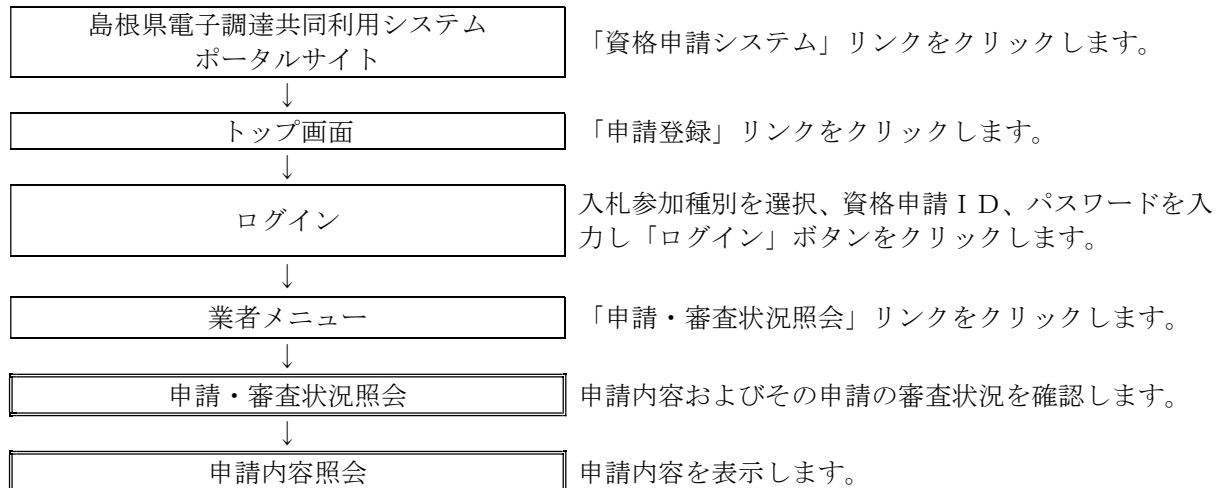 島根県電子調達共同利用システム
ポータルサイト
「資格申請システム」リンクをクリックします。
↓
トップ画面
「申請登録」リンクをクリックします。
↓
ログイン
入札参加種別を選択、資格申請ＩＤ、パスワードを入
力し「ログイン」ボタンをクリックします。
↓
業者メニュー
「申請・審査状況照会」リンクをクリックします。
↓
申請・審査状況照会
申請内容およびその申請の審査状況を確認します。
↓
申請内容照会
申請内容を表示します。